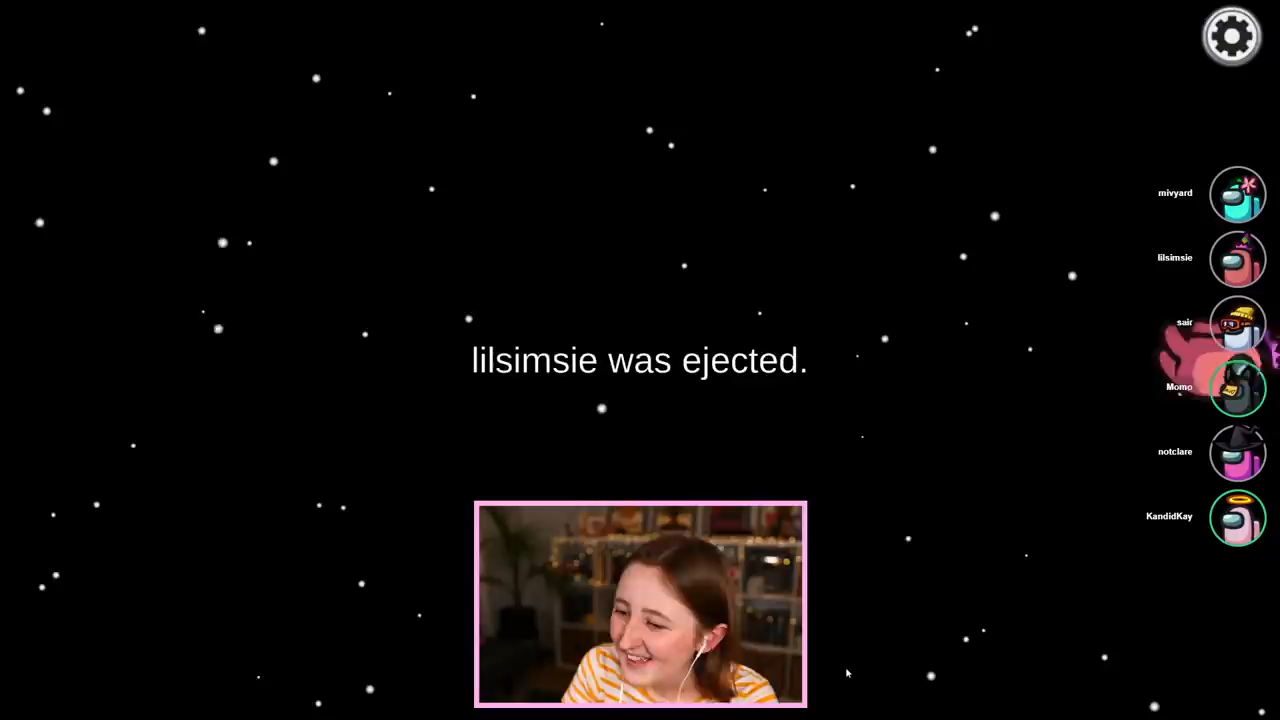 mivyard
lilsimsie
sair
lilsimsie was ejected.
Momo
notclare
KandidKay